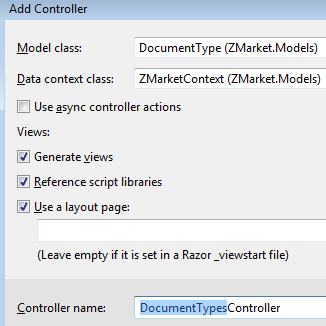 Add Controller
Model class: DocumentType (ZMarket.Models)
Data context class: ZMarketContext (ZMarket.Models)
Use async controller actions
Views:
Generate views
Reference script libraries
Use a layout page:
(Leave empty if it is set in a Razor _viewstart file)
Controller name: DocumentTypesController